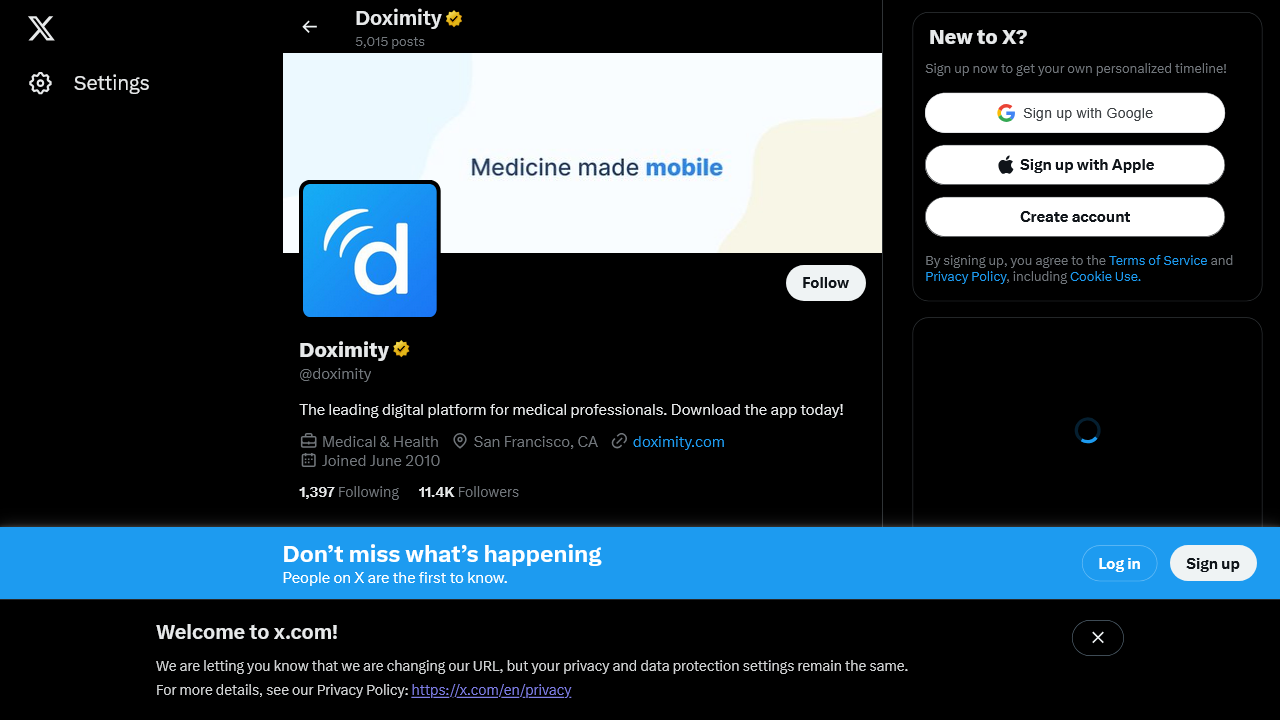 Settings
Doximity
5,015 posts
Medicine made mobile
d
Follow
Doximity
@doximity
The leading digital platform for medical professionals. Download the app today!
Medical & Health San Francisco, CA doximity.com
Joined June 2010
1,397 Following 11.4K Followers
New to X?
Sign up now to get your own personalized timeline!
Sign up with Google
Sign up with Apple
Create account
By signing up, you agree to the Terms of Service and
Privacy Policy, including Cookie Use.
Don’t miss what’s happening
People on X are the first to know.
Log in
Sign up
Welcome to x.com!
We are letting you know that we are changing our URL, but your privacy and data protection settings remain the same.
For more details, see our Privacy Policy: https://x.com/en/privacy